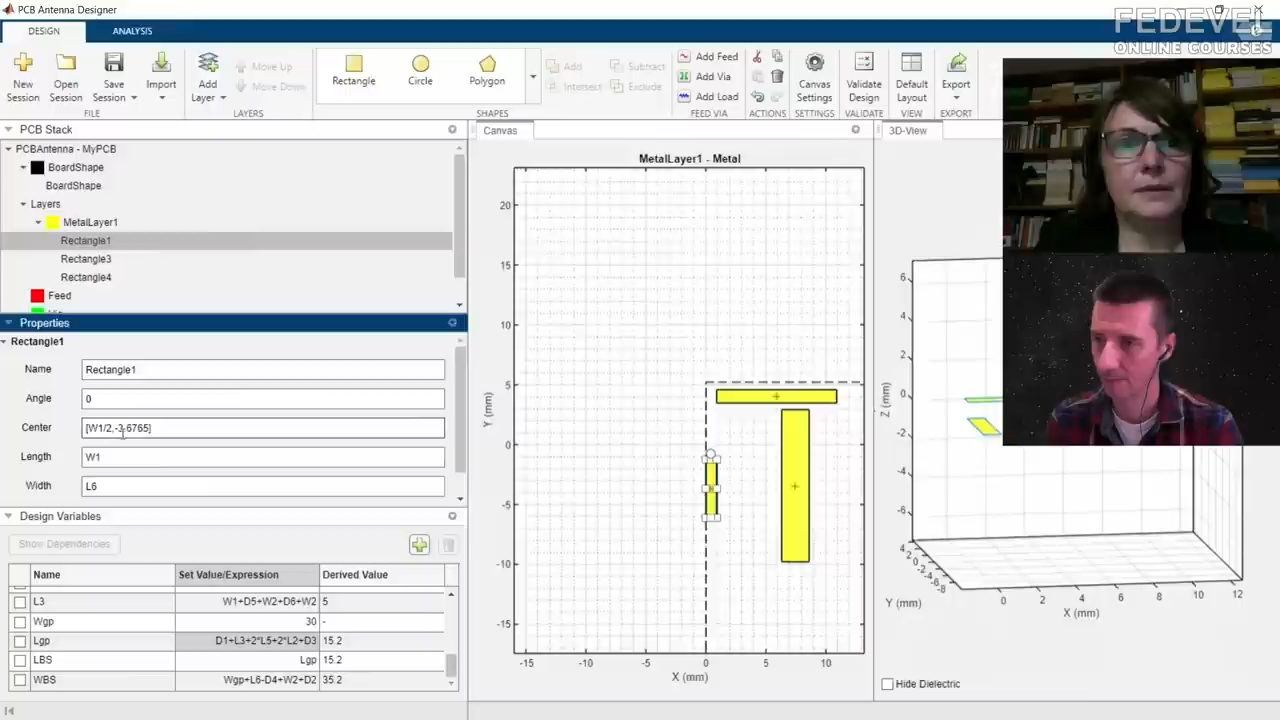 PCB Antenna Designer
FEDEVEL
ONLINE COURSES
DESIGN
ANALYSIS
New Session
Open Session
Save Session
Import
FILE
Add Layer
Move Up
Move Down
LAYERS
Rectangle
Circle
Polygon
Add
Subtract
Intersect
Exclude
SHAPES
Add Feed
Add Via
Add Load
FEED VIA
ACTIONS
Canvas Settings
SETTINGS
Validate Design
VALIDATE
Default Layout
VIEW
Export
EXPORT
PCB Stack
PCBAntenna - MyPCB
BoardShape
BoardShape
Layers
MetalLayer1
Rectangle1
Rectangle3
Rectangle4
Feed
Properties
Rectangle1
Name Rectangle1
Angle 0
Center [W1/2,-3.6765]
Length W1
Width L6
Design Variables
Show Dependencies
Name Set Value/Expression Derived Value
L3 W1+D5+W2+D6+W2 5
Wgp 30 -
Lgp D1+L3+2*L5+2*L2+D3 15.2
LBS Lgp 15.2
WBS Wgp+L6-D4+W2+D2 35.2
Canvas
MetalLayer1 - Metal
20
15
10
5
0
-5
-10
-15
Y (mm)
-15 -10 -5 0 5 10
X (mm)
3D-View
6
4
2
0
-2
-4
-6
Z (mm)
4
2
0
-2
-4
-6
-8
Y (mm)
0 2 4 6 8 10 12
X (mm)
Hide Dielectric